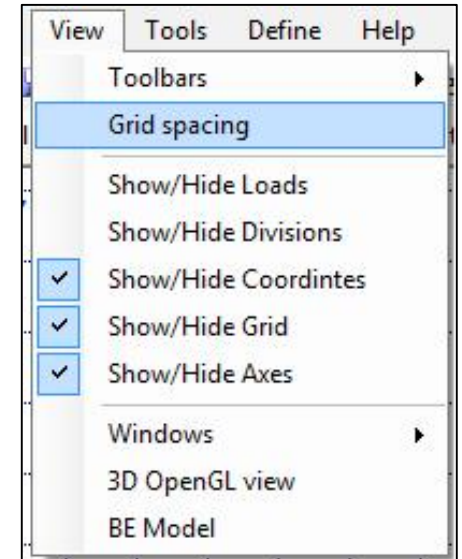 View Tools Define Help
Toolbars
Grid spacing
Show/Hide Loads
Show/Hide Divisions
Show/Hide Coordintes
Show/Hide Grid
Show/Hide Axes
Windows
3D OpenGL view
BE Model